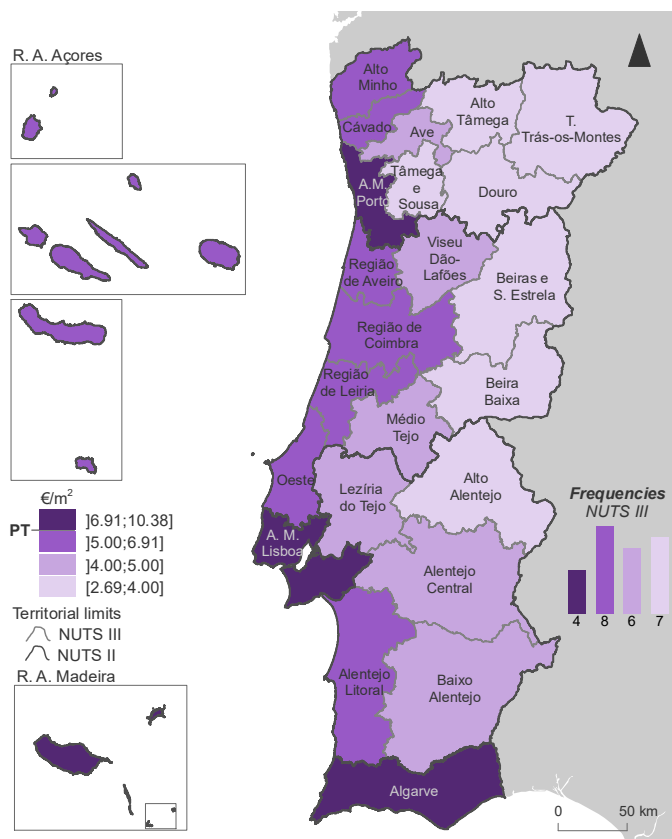 R. A. Açores
Alto
Minho
Cávado
Ave
Alto
Tâmega
T.
Trás-os-Montes
A.M.
Porto
Tâmega
e
Sousa
Douro
Viseu
Dão-
Lafões
Região
de Aveiro
Beiras e
S. Estrela
Região de
Coimbra
Região
de Leiria
Beira
Baixa
Médio
Tejo
Oeste
Lezíria
do Tejo
Alto
Alentejo
A. M.
Lisboa
Alentejo
Central
Alentejo
Litoral
Baixo
Alentejo
Algarve
€/m²
PT
]6.91;10.38]
]5.00;6.91]
]4.00;5.00]
[2.69;4.00]
Territorial limits
NUTS III
NUTS II
R. A. Madeira
Frequencies
NUTS III
4 8 6 7
0 50 km